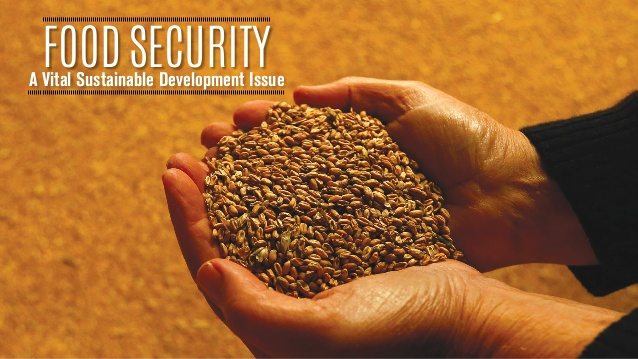 FOOD SECURITY
A Vital Sustainable Development Issue